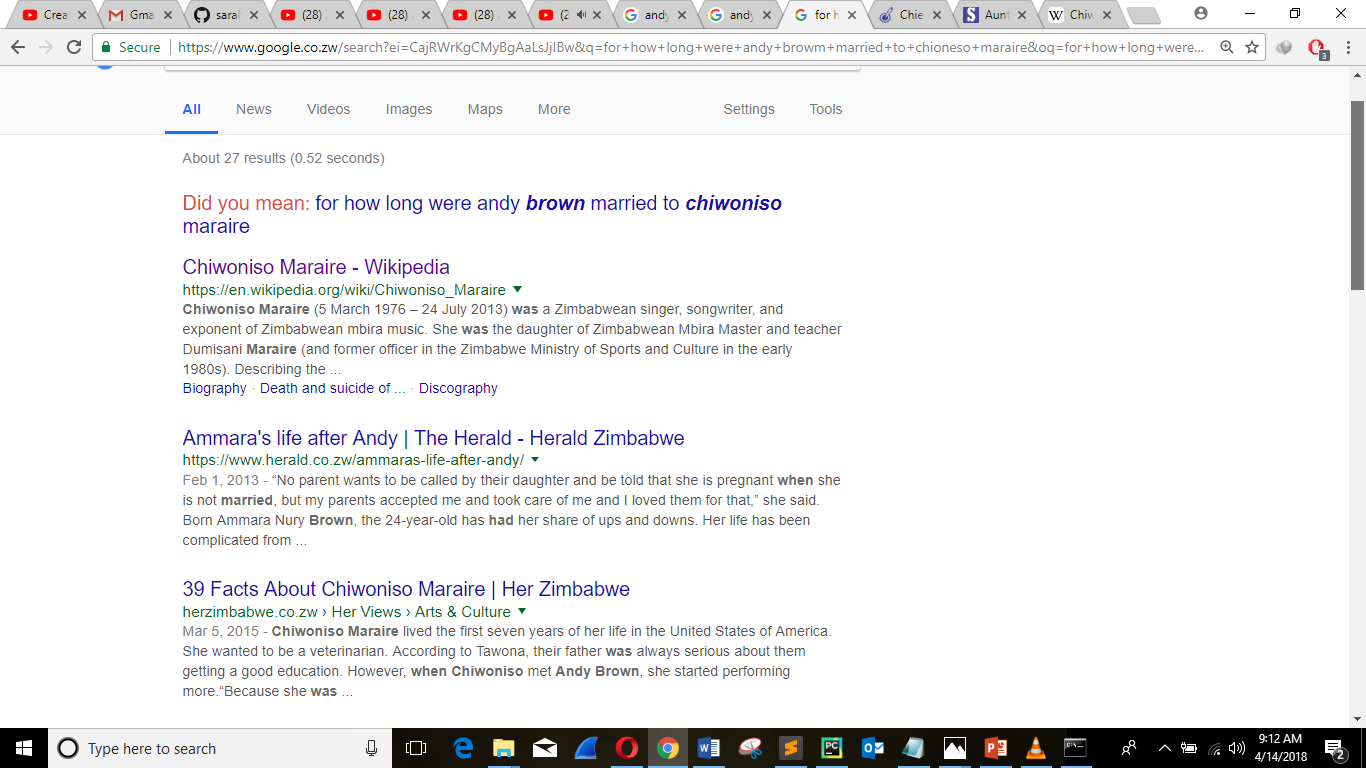 Crea
Gma
sarah
(28)
(28)
(28)
(2
andy
andy
for h
Chie
Aunt
Chiw
Secure
https://www.google.co.zw/search?ei=CajRWrKgCMyBgAaLsJjIBw&q=for+how+long+were+andy+brown+married+to+chioneso+maraire&oq=for+how+long+were...
3
All News Videos Images Maps More Settings Tools
About 27 results (0.52 seconds)
Did you mean: for how long were andy brown married to chiwoniso
maraire
Chiwoniso Maraire - Wikipedia
https://en.wikipedia.org/wiki/Chiwoniso_Maraire
Chiwoniso Maraire (5 March 1976 – 24 July 2013) was a Zimbabwean singer, songwriter, and
exponent of Zimbabwean mbira music. She was the daughter of Zimbabwean Mbira Master and teacher
Dumisani Maraire (and former officer in the Zimbabwe Ministry of Sports and Culture in the early
1980s). Describing the ...
Biography · Death and suicide of ... · Discography
Ammara's life after Andy | The Herald - Herald Zimbabwe
https://www.herald.co.zw/ammaras-life-after-andy/
Feb 1, 2013 - “No parent wants to be called by their daughter and be told that she is pregnant when she
is not married, but my parents accepted me and took care of me and I loved them for that,” she said.
Born Ammara Nury Brown, the 24-year-old has had her share of ups and downs. Her life has been
complicated from ...
39 Facts About Chiwoniso Maraire | Her Zimbabwe
herzimbabwe.co.zw › Her Views › Arts & Culture
Mar 5, 2015 - Chiwoniso Maraire lived the first seven years of her life in the United States of America.
She wanted to be a veterinarian. According to Tawona, their father was always serious about them
getting a good education. However, when Chiwoniso met Andy Brown, she started performing
more.“Because she was ...
Type here to search
9:12 AM
4/14/2018
2